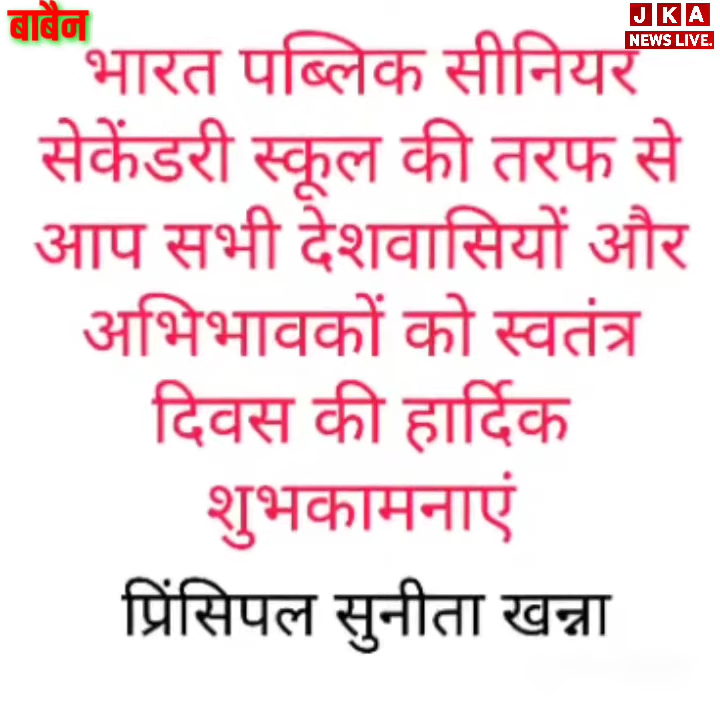 बाबैन
J K A
NEWS LIVE.
भारत पब्लिक सीनियर
सेकेंडरी स्कूल की तरफ से
आप सभी देशवासियों और
अभिभावकों को स्वतंत्र
दिवस की हार्दिक
शुभकामनाएं
प्रिंसिपल सुनीता खन्ना